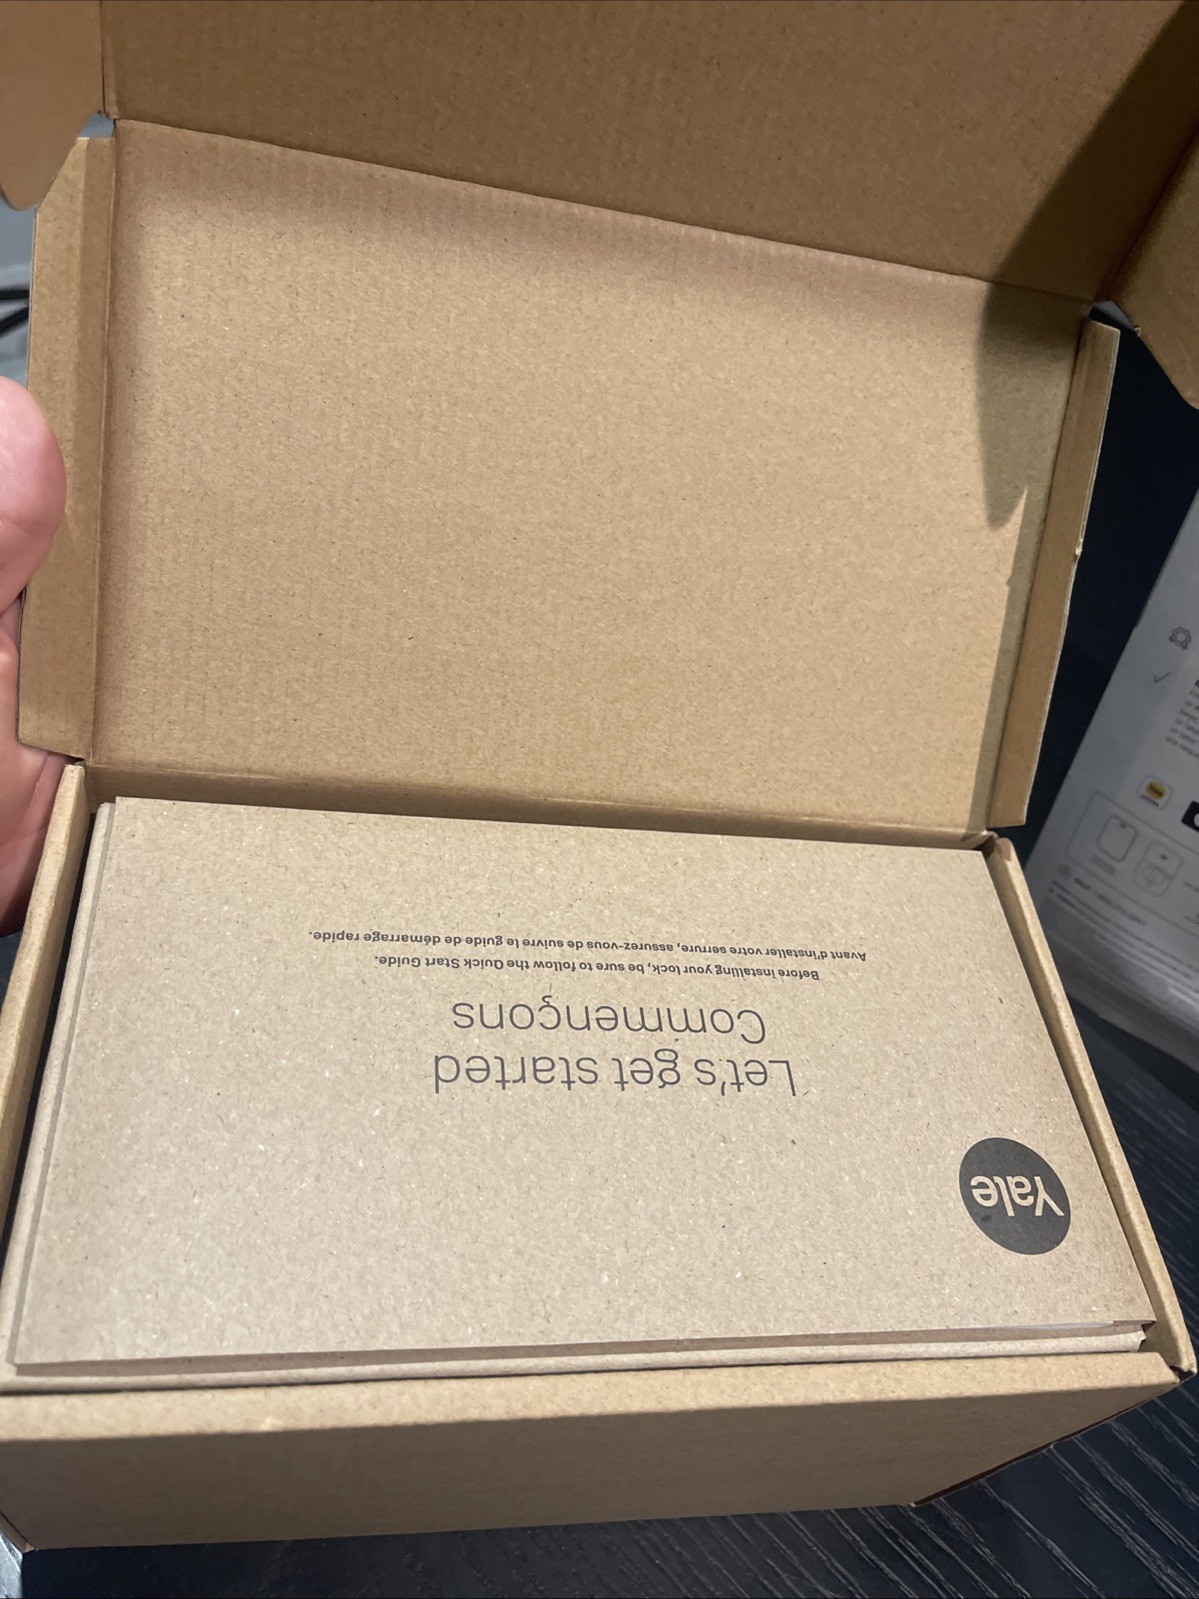 Yale
Let's get started
Commençons
Before installing your lock, be sure to follow the Quick Start Guide.
Avant d'installer votre serrure, assurez-vous de suivre le guide de démarrage rapide.